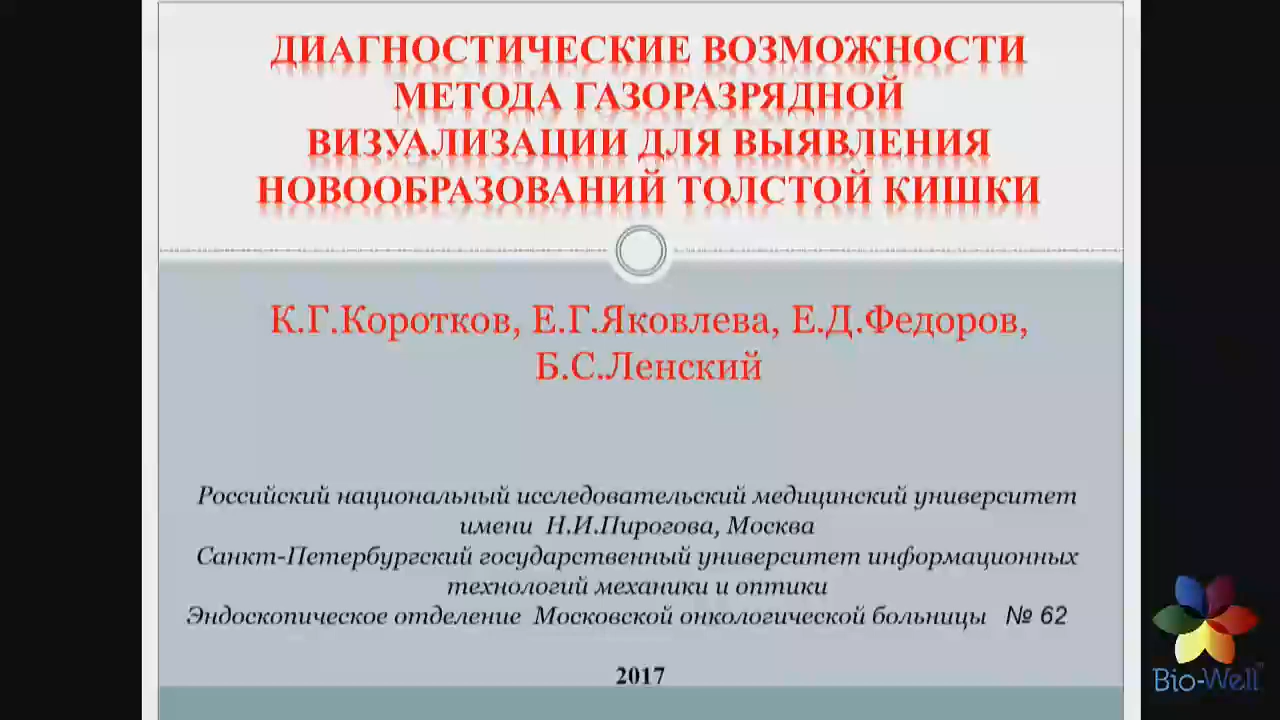 ДИАГНОСТИЧЕСКИЕ ВОЗМОЖНОСТИ
МЕТОДА ГАЗОРАЗРЯДНОЙ
ВИЗУАЛИЗАЦИИ ДЛЯ ВЫЯВЛЕНИЯ
НОВООБРАЗОВАНИЙ ТОЛСТОЙ КИШКИ
К.Г.Коротков, Е.Г.Яковлева, Е.Д.Федоров,
Б.С.Ленский
Российский национальный исследовательский медицинский университет
имени Н.И.Пирогова, Москва
Санкт-Петербургский государственный университет информационных
технологий механики и оптики
Эндоскопическое отделение Московской онкологической больницы № 62
2017
Bio-Well™